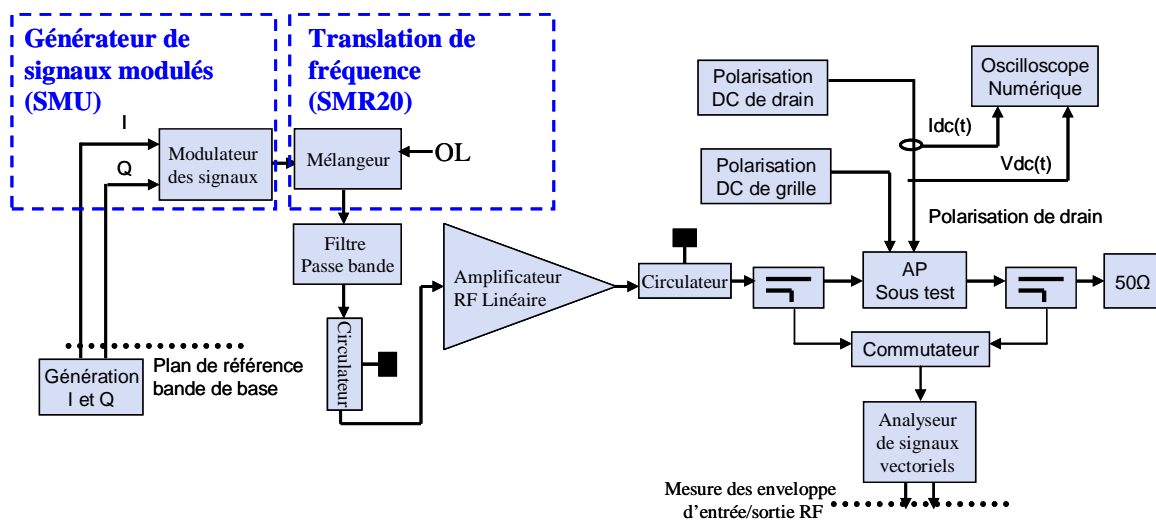 Générateur de
signaux modulés
(SMU)
Translation de
fréquence
(SMR20)
I
Q
Modulateur
des signaux
Mélangeur
OL
Filtre
Passe bande
Circulateur
Génération
I et Q
Plan de référence
bande de base
Amplificateur
RF Linéaire
Circulateur
Polarisation
DC de drain
Polarisation
DC de grille
Oscilloscope
Numérique
Idc(t)
Vdc(t)
Polarisation de drain
AP
Sous test
50Ω
Commutateur
Analyseur
de signaux
vectoriels
Mesure des enveloppe
d'entrée/sortie RF